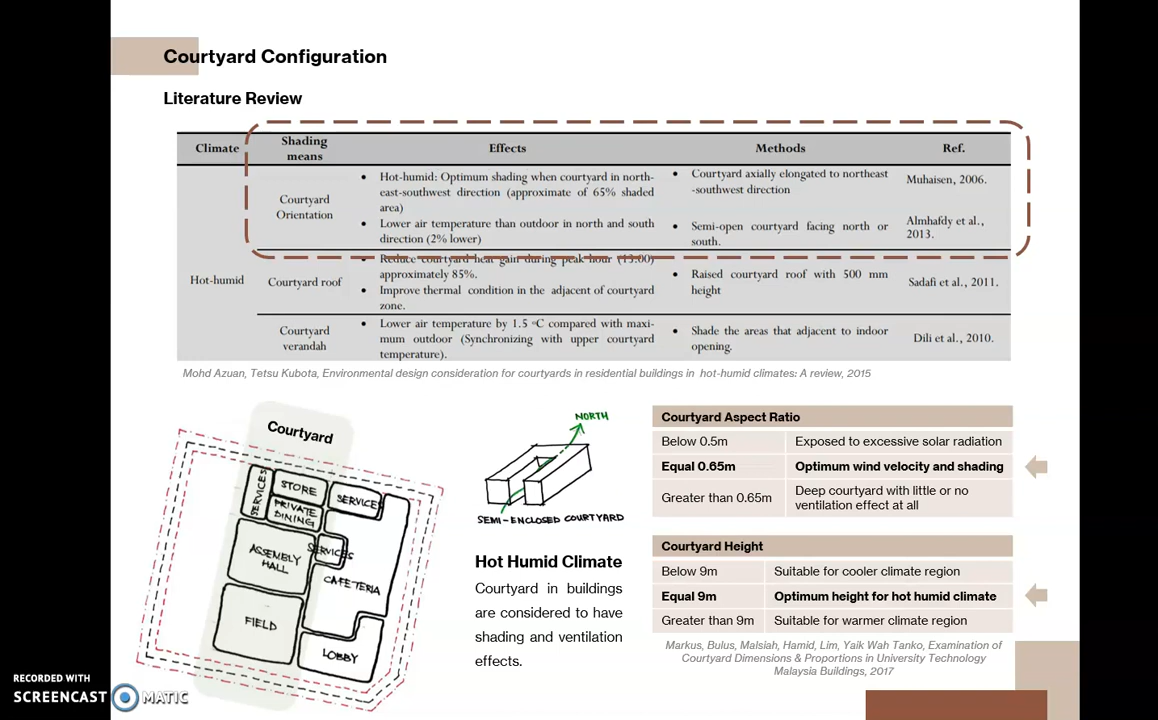 Courtyard Configuration
Literature Review
Climate
Shading
means
Effects
Methods
Ref.
Hot-humid
Courtyard
Orientation
• Hot-humid: Optimum shading when courtyard in north-
east-southwest direction (approximate of 65% shaded
area)
• Lower air temperature than outdoor in north and south
direction (2% lower)
• Courtyard axially elongated to northeast
-southwest direction
• Semi-open courtyard facing north or
south.
Muhaisen, 2006.
Almhafdy et al.,
2013.
Courtyard roof
• Reduce courtyard heat gain during peak hour (13:00)
approximately 85%.
• Improve thermal condition in the adjacent of courtyard
zone.
• Raised courtyard roof with 500 mm
height
Sadafi et al., 2011.
Courtyard
verandah
• Lower air temperature by 1.5 °C compared with maxi-
mum outdoor (Synchronizing with upper courtyard
temperature).
• Shade the areas that adjacent to indoor
opening.
Dili et al., 2010.
Mohd Azuan, Tetsu Kubota, Environmental design consideration for courtyards in residential buildings in hot-humid climates: A review, 2015
Courtyard
SERVICES
STORE
SERVICE
PRIVATE
DINING
ASSEMBLY
HALL
SERVICES
CAFETERIA
FIELD
LOBBY
NORTH
SEMI-ENCLOSED COURTYARD
Hot Humid Climate
Courtyard in buildings
are considered to have
shading and ventilation
effects.
Courtyard Aspect Ratio
Below 0.5m Exposed to excessive solar radiation
Equal 0.65m Optimum wind velocity and shading
Greater than 0.65m Deep courtyard with little or no
ventilation effect at all
Courtyard Height
Below 9m Suitable for cooler climate region
Equal 9m Optimum height for hot humid climate
Greater than 9m Suitable for warmer climate region
Markus, Bulus, Malsiah, Hamid, Lim, Yaik Wah Tanko, Examination of
Courtyard Dimensions & Proportions in University Technology
Malaysia Buildings, 2017
RECORDED WITH
SCREENCAST MATIC